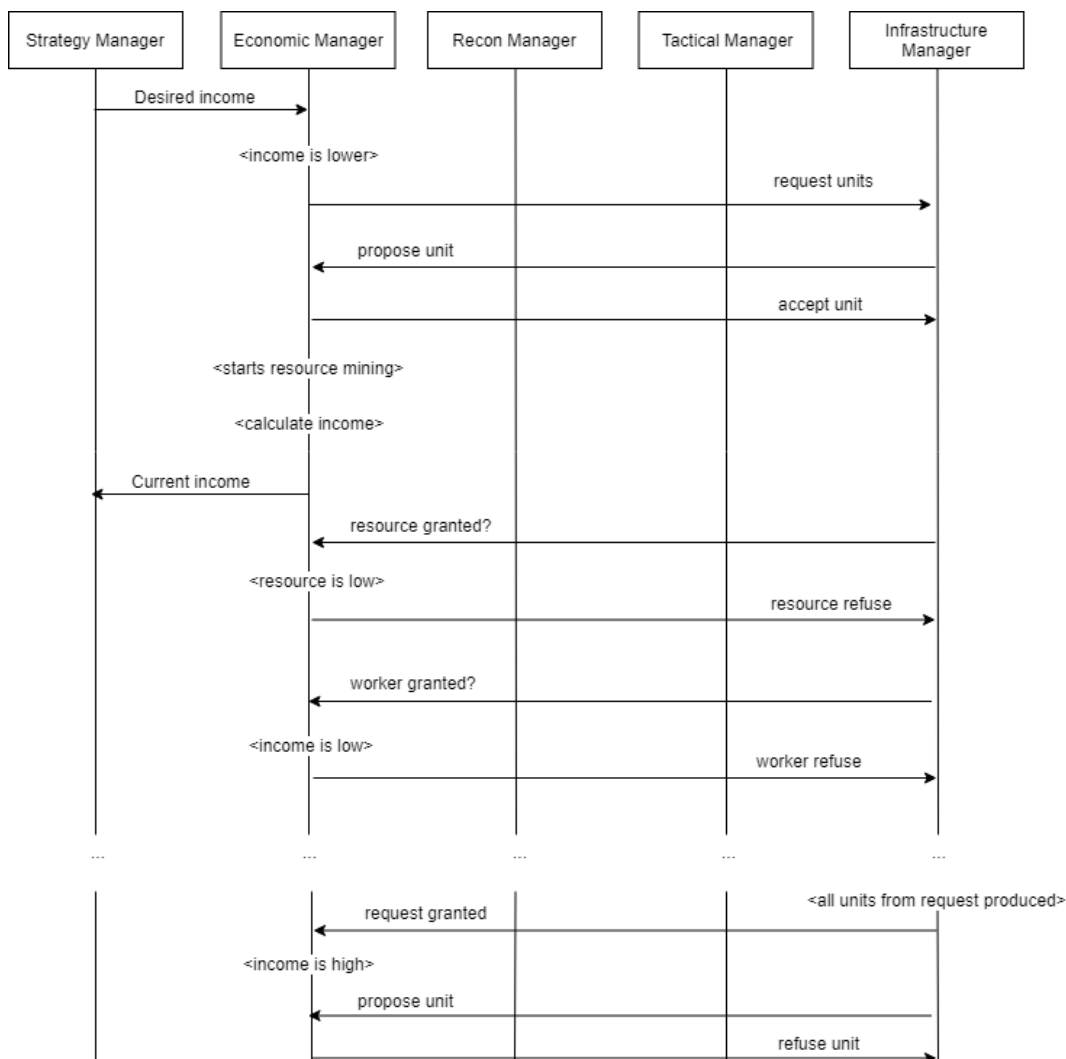 Strategy Manager
Economic Manager
Recon Manager
Tactical Manager
Infrastructure
Manager
Desired income
<income is lower>
request units
propose unit
accept unit
<starts resource mining>
<calculate income>
Current income
resource granted?
<resource is low>
resource refuse
worker granted?
<income is low>
worker refuse
...
...
...
...
...
<all units from request produced>
request granted
<income is high>
propose unit
refuse unit